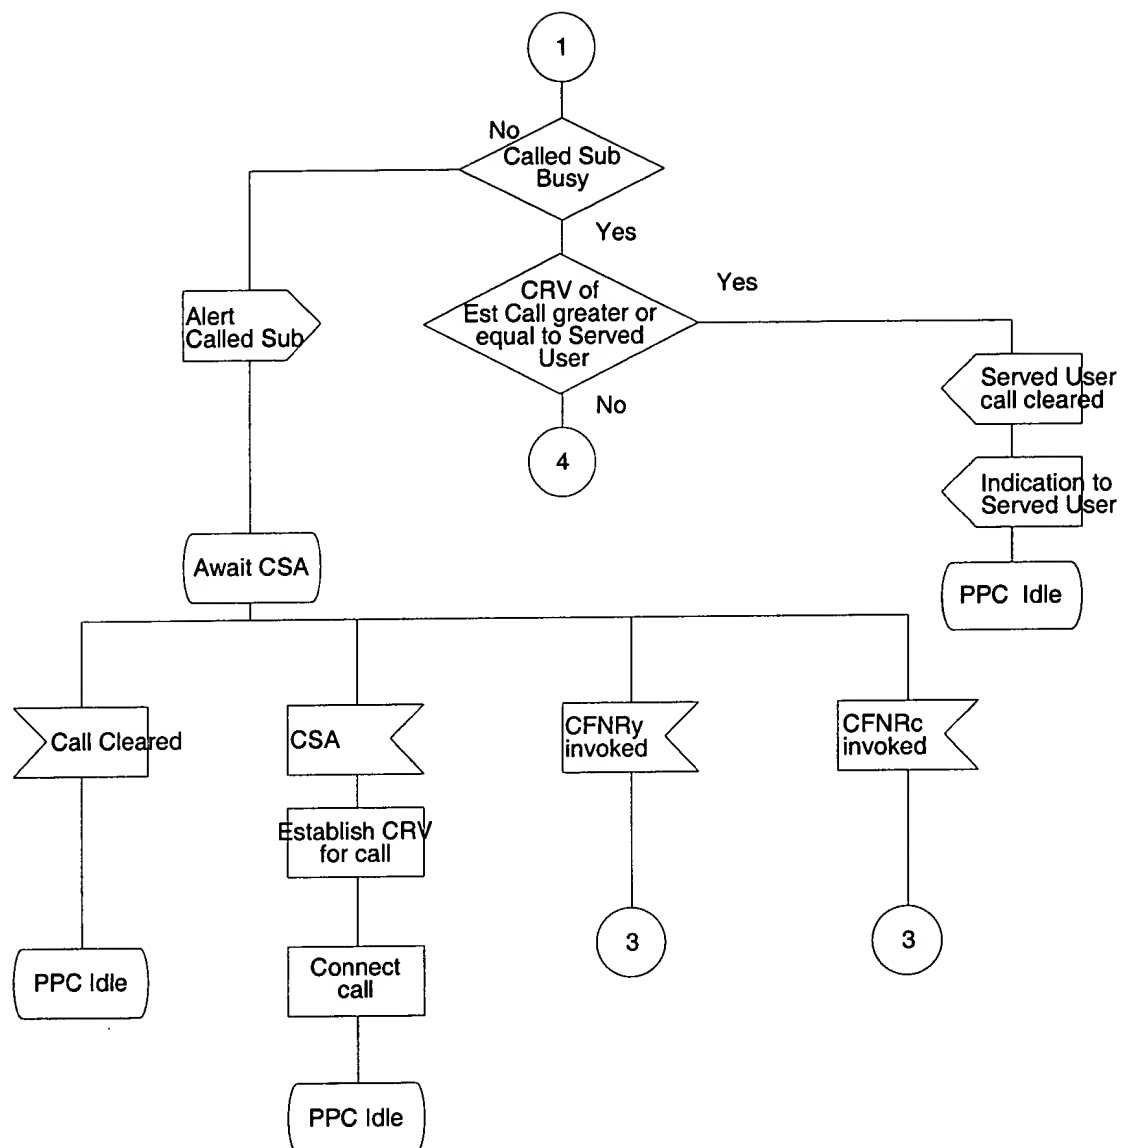 1
No
Called Sub
Busy
Yes
CRV of
Est Call greater or
equal to Served
User
Yes
No
4
Alert
Called Sub
Served User
call cleared
Indication to
Served User
PPC Idle
Await CSA
Call Cleared
CSA
CFNRy
invoked
CFNRc
invoked
Establish CRV
for call
3
3
PPC Idle
Connect
call
PPC Idle